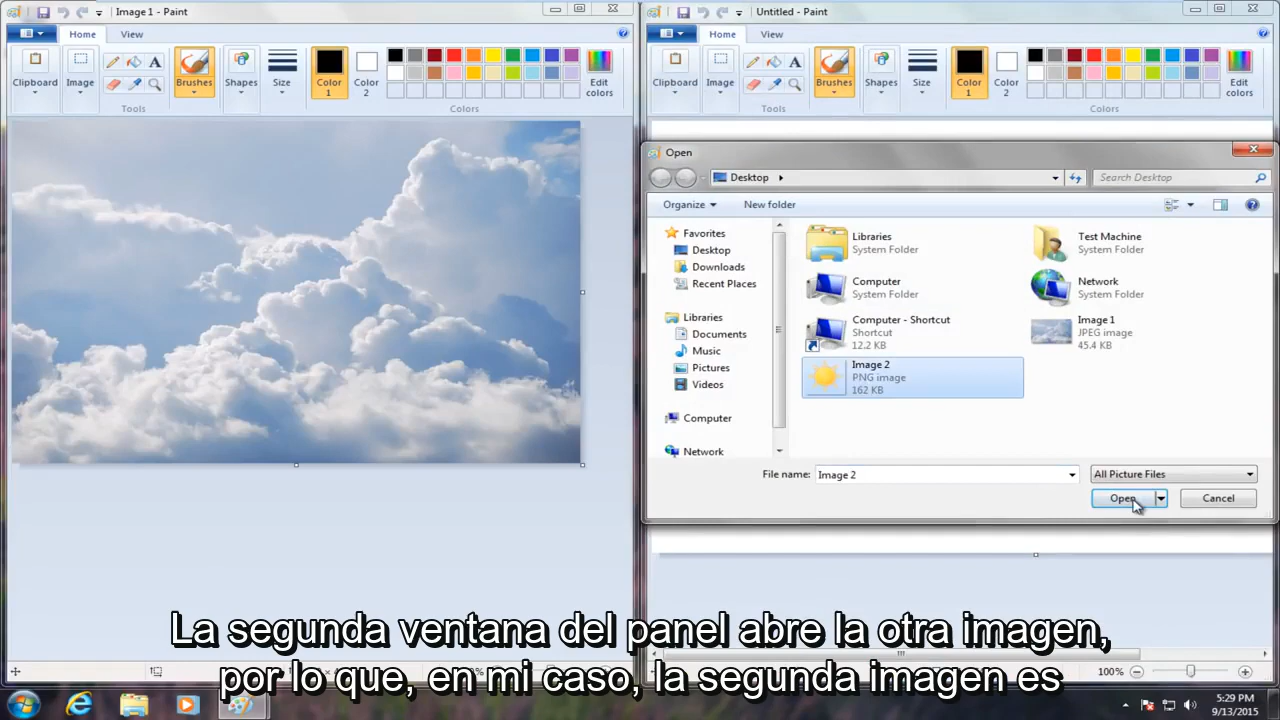 Image 1 - Paint
Home
View
Clipboard
Image
Brushes
Shapes
Size
Color 1
Color 2
Edit colors
Tools
Colors
Untitled - Paint
Home
View
Clipboard
Image
Brushes
Shapes
Size
Color 1
Color 2
Edit colors
Tools
Colors
Open
Desktop
Search Desktop
Organize
New folder
Favorites
Desktop
Downloads
Recent Places
Libraries
Documents
Music
Pictures
Videos
Computer
Network
Libraries
System Folder
Test Machine
System Folder
Computer
System Folder
Network
System Folder
Computer - Shortcut
Shortcut
12.2 KB
Image 1
JPEG image
45.4 KB
Image 2
PNG image
162 KB
File name:
Image 2
All Picture Files
Open
Cancel
La segunda ventana del panel abre la otra imagen,
por lo que, en mi caso, la segunda imagen es
100%
5:29 PM
9/13/2015